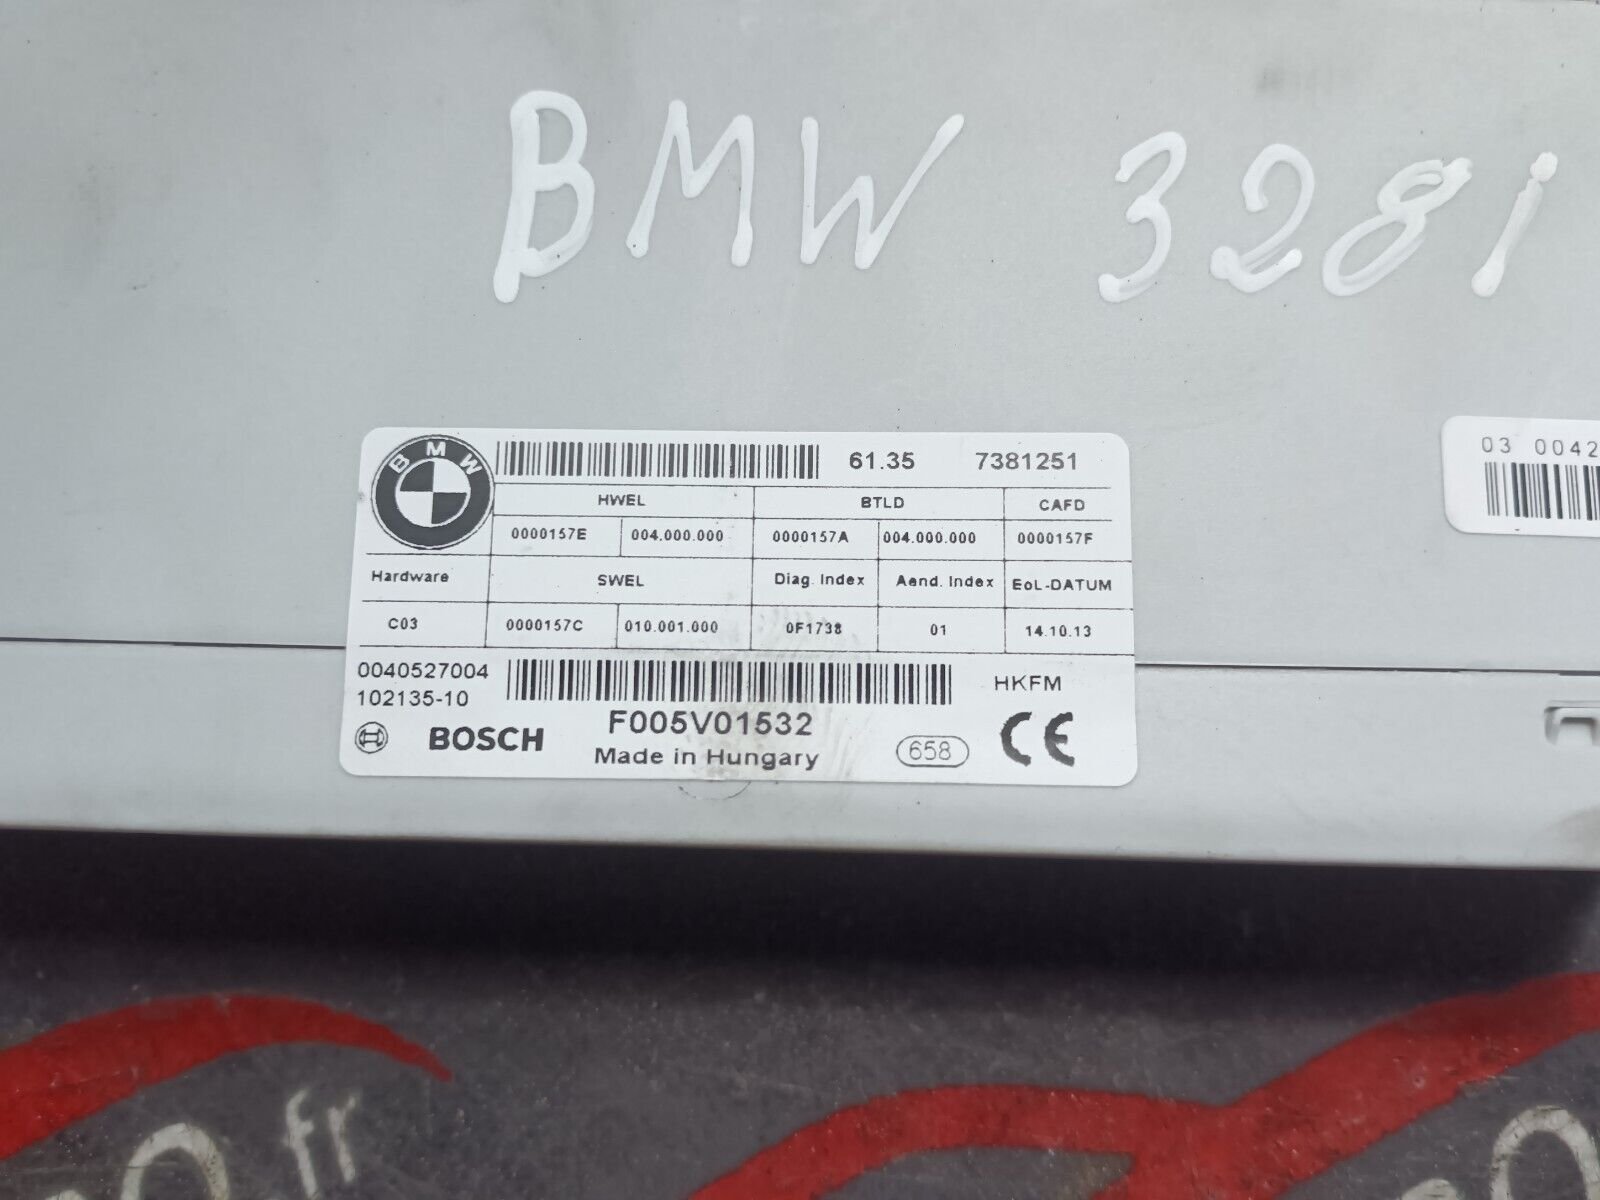 BMW 328i
BMW
61.35 7381251
HWEL BTLD CAFD
0000157E 004.000.000 0000157A 004.000.000 0000157F
Hardware SWEL Diag. Index Aend. Index EoL-DATUM
C03 0000157C 010.001.000 0F1738 01 14.10.13
0040527004
102135-10
HKFM
BOSCH
F005V01532
Made in Hungary
658
CE
03 0042
.fr